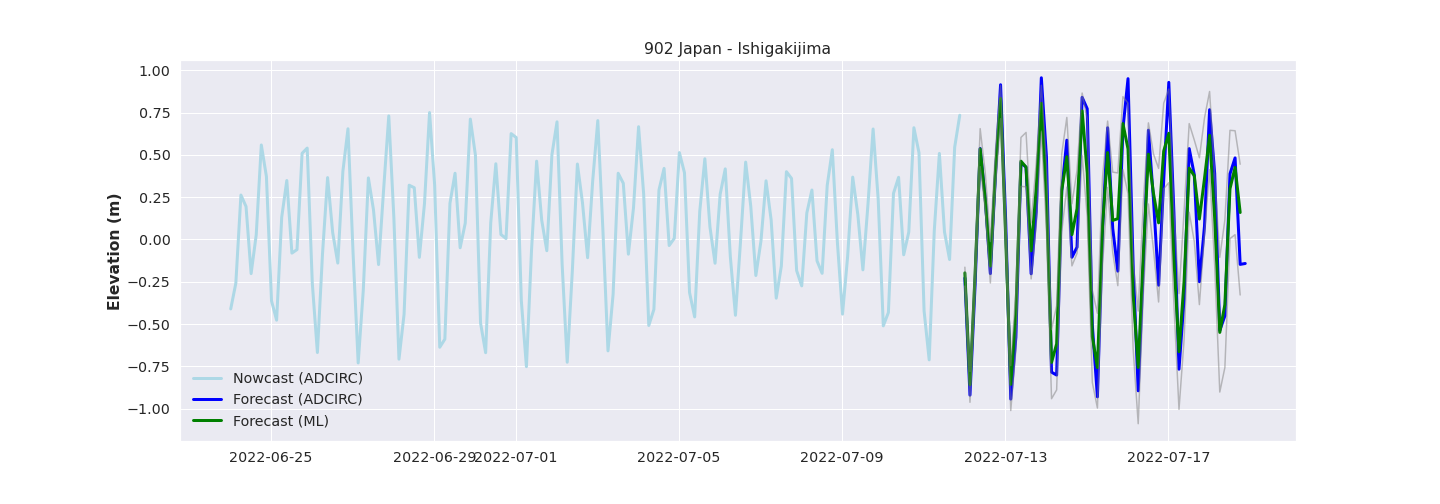 902 Japan - Ishigakijima
1.00
0.75
0.50
0.25
0.00
−0.25
−0.50
−0.75
−1.00
Elevation (m)
Nowcast (ADCIRC)
Forecast (ADCIRC)
Forecast (ML)
2022-06-25 2022-06-29 2022-07-01 2022-07-05 2022-07-09 2022-07-13 2022-07-17